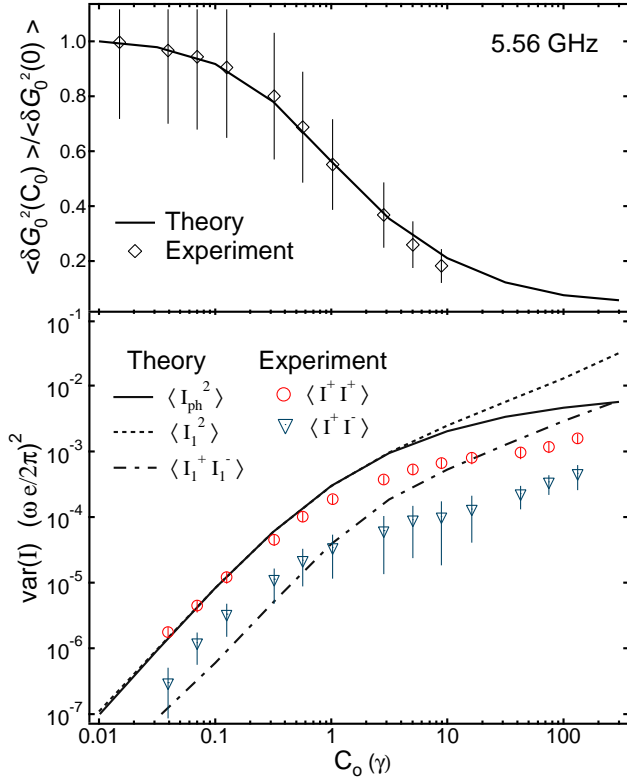 5.56 GHz
<δG₀²(C₀) >/<δG₀²(0) >
1.0
0.8
0.6
0.4
0.2
Theory
Experiment
var(I) (ω e/2π)²
10⁻¹
10⁻²
10⁻³
10⁻⁴
10⁻⁵
10⁻⁶
10⁻⁷
Theory Experiment
⟨ I_ph² ⟩ ⟨ I⁺ I⁺ ⟩
⟨ I₁² ⟩ ⟨ I⁺ I⁻ ⟩
⟨ I₁⁺ I₁⁻ ⟩
0.01 0.1 1 10 100
C₀ (γ)